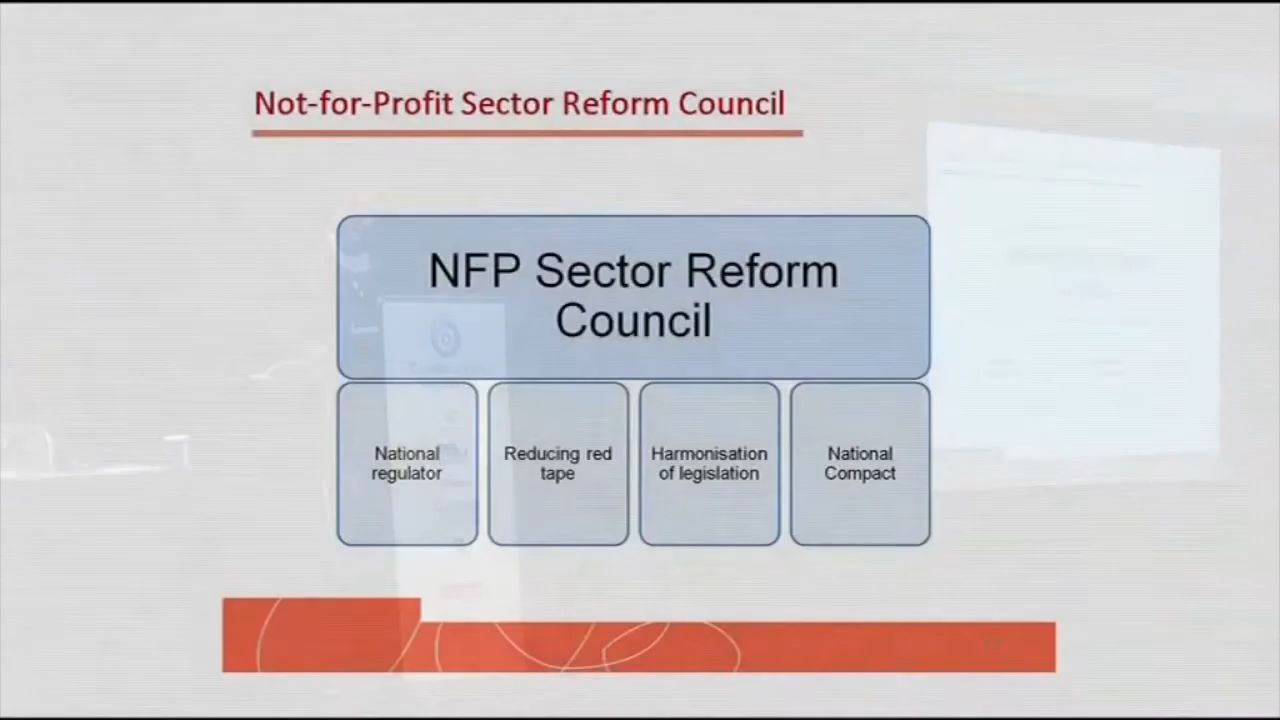 Not-for-Profit Sector Reform Council
NFP Sector Reform
Council
National
regulator
Reducing red
tape
Harmonisation
of legislation
National
Compact